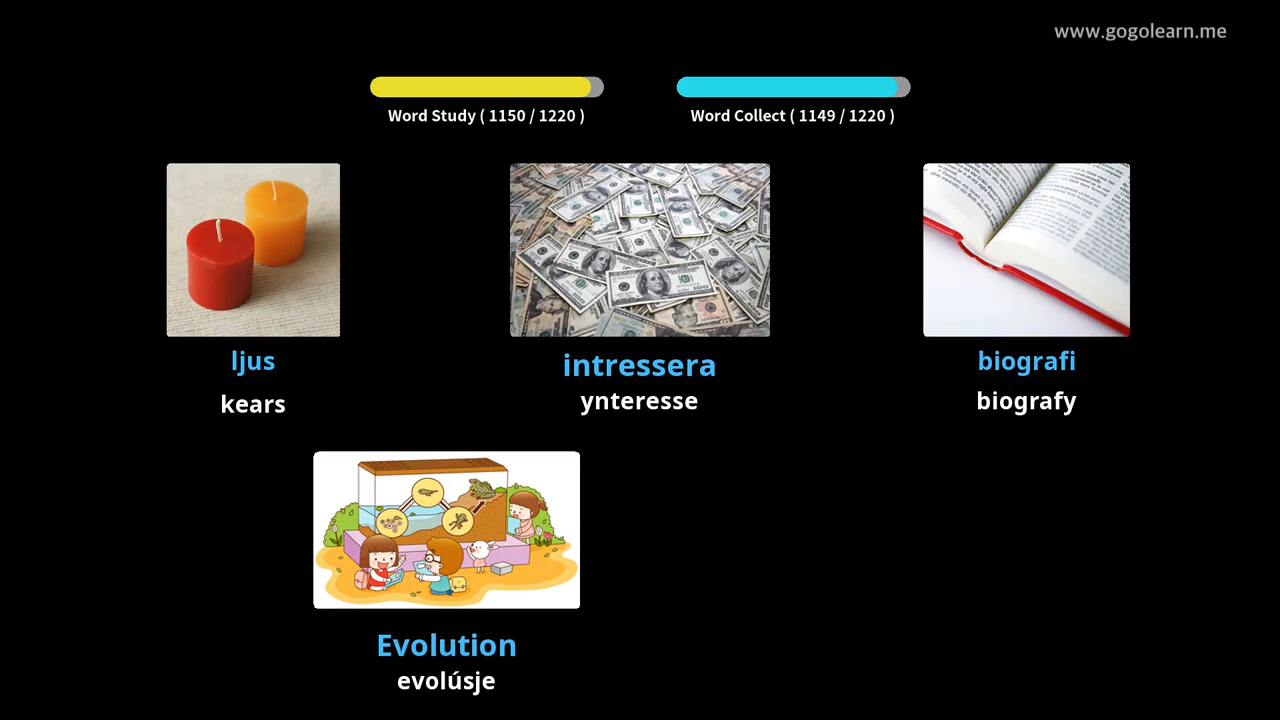 www.gogolearn.me
Word Study ( 1150 / 1220 )
Word Collect ( 1149 / 1220 )
ljus
intressera
biografi
kears
ynteresse
biografy
Evolution
evolúsje